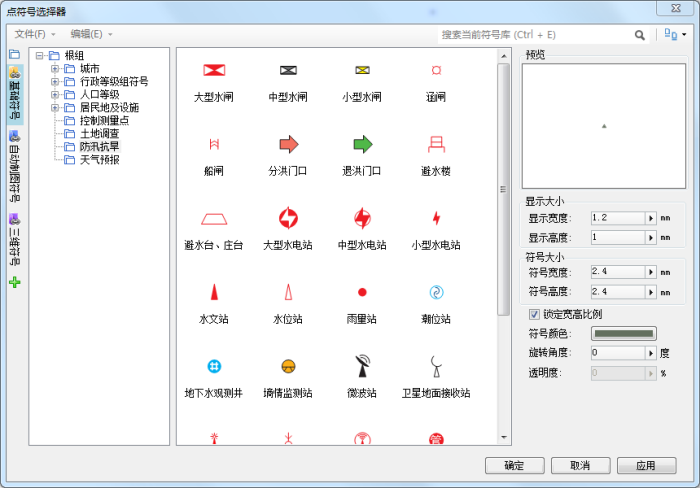 点符号选择器
文件(F)
编辑(E)
搜索当前符号库 (Ctrl + E)
基础符号
自动制图符号
三维符号
根组
城市
行政等级组符号
人口等级
居民地及设施
控制测量点
土地调查
防汛抗旱
天气预报
大型水闸
中型水闸
小型水闸
涵闸
船闸
分洪门口
退洪门口
避水楼
避水台、庄台
大型水电站
中型水电站
小型水电站
水文站
水位站
雨量站
潮位站
地下水观测井
墒情监测站
微波站
卫星地面接收站
预览
显示大小
显示宽度: 1.2 mm
显示高度: 1 mm
符号大小
符号宽度: 2.4 mm
符号高度: 2.4 mm
锁定宽高比例
符号颜色:
旋转角度: 0 度
透明度: 0 %
确定
取消
应用